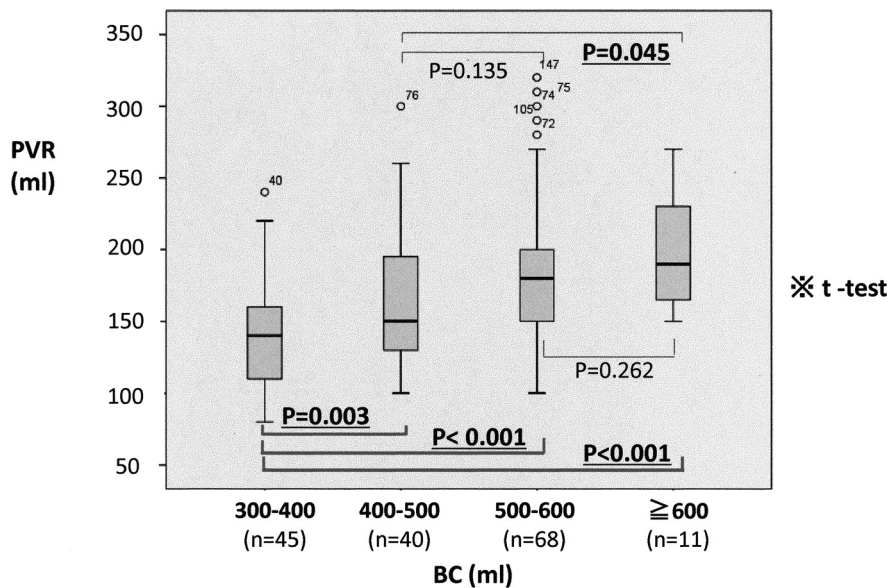 350
P=0.045
P=0.135
147
74 75
300
76
105
72
PVR
(ml)
250
40
200
※ t -test
150
P=0.262
100
P=0.003
P< 0.001
P<0.001
50
300-400 400-500 500-600 ≧600
(n=45) (n=40) (n=68) (n=11)
BC (ml)